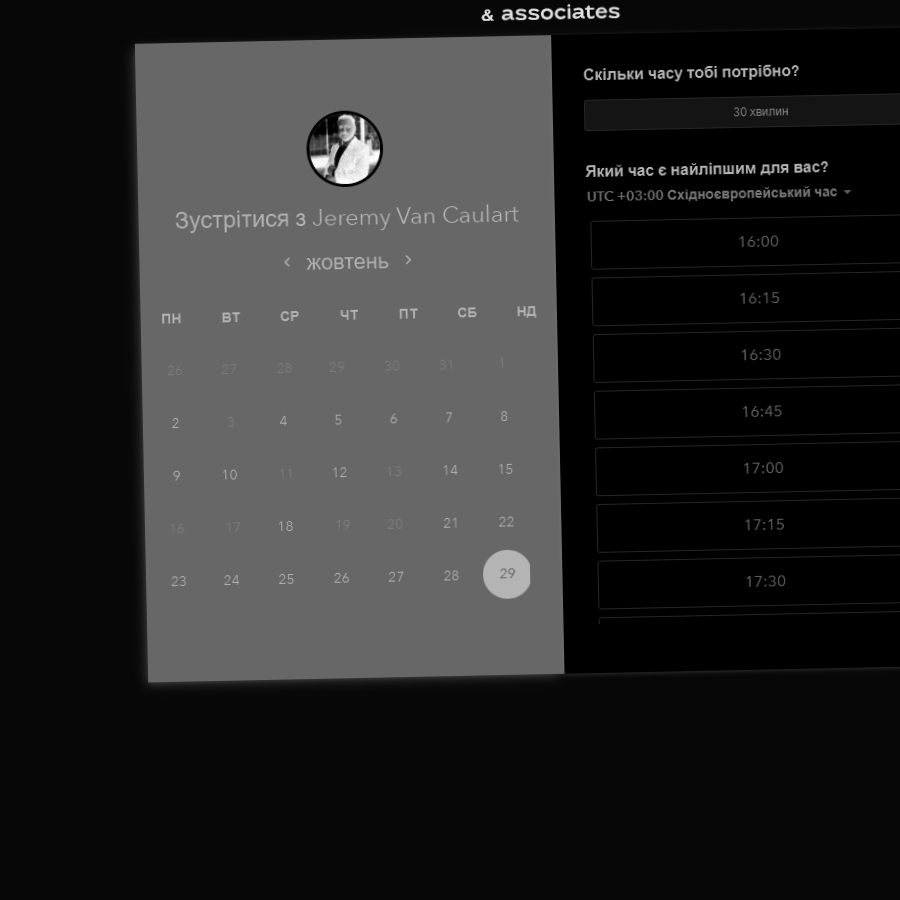 & associates
Зустрітися з Jeremy Van Caulart
жовтень
ПН ВТ СР ЧТ ПТ СБ НД
26 27 28 29 30 31 1
2 3 4 5 6 7 8
9 10 11 12 13 14 15
16 17 18 19 20 21 22
23 24 25 26 27 28 29
Скільки часу тобі потрібно?
30 хвилин
Який час є найліпшим для вас?
UTC +03:00 Східноєвропейський час
16:00
16:15
16:30
16:45
17:00
17:15
17:30